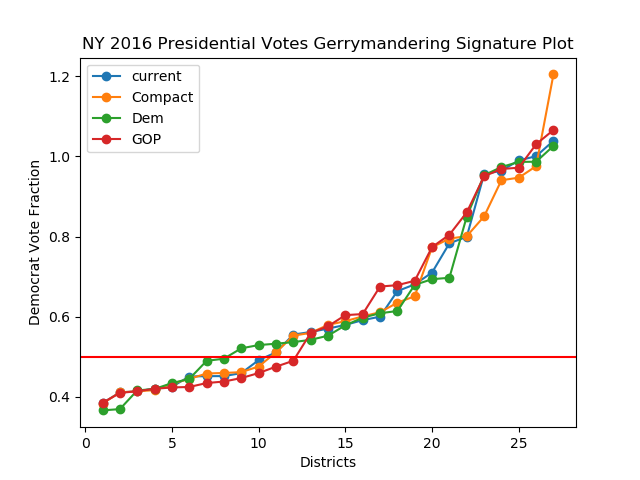 NY 2016 Presidential Votes Gerrymandering Signature Plot
current
Compact
Dem
GOP
1.2
1.0
0.8
0.6
0.4
Democrat Vote Fraction
0 5 10 15 20 25
Districts